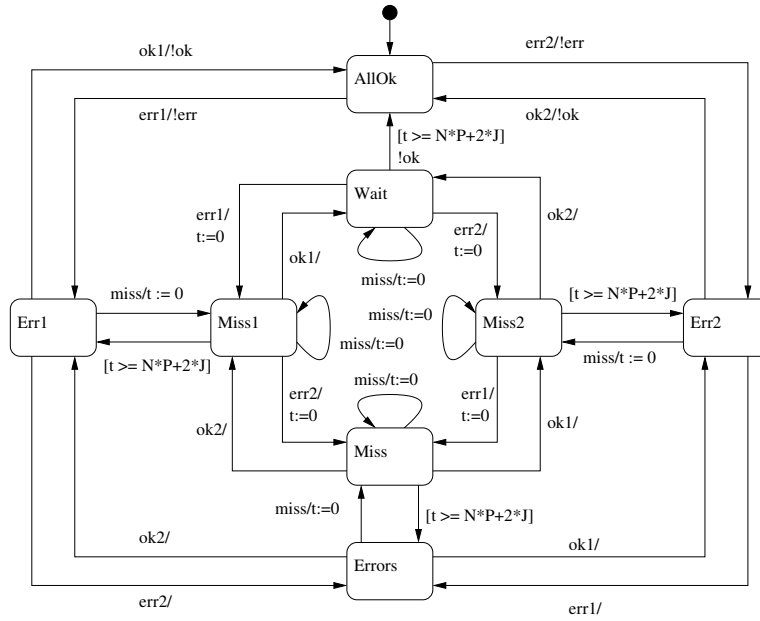 ok1/!ok
err2/!err
AllOk
err1/!err
ok2/!ok
[t >= N*P+2*J]
!ok
Wait
err1/
t:=0
err2/
t:=0
ok2/
ok1/
miss/t:=0
miss/t := 0
[t >= N*P+2*J]
Err1
Miss1
miss/t:=0
miss/t:=0
Miss2
Err2
[t >= N*P+2*J]
miss/t := 0
miss/t:=0
err2/
t:=0
err1/
t:=0
ok2/
ok1/
Miss
miss/t:=0
[t >= N*P+2*J]
ok2/
ok1/
Errors
err2/
err1/